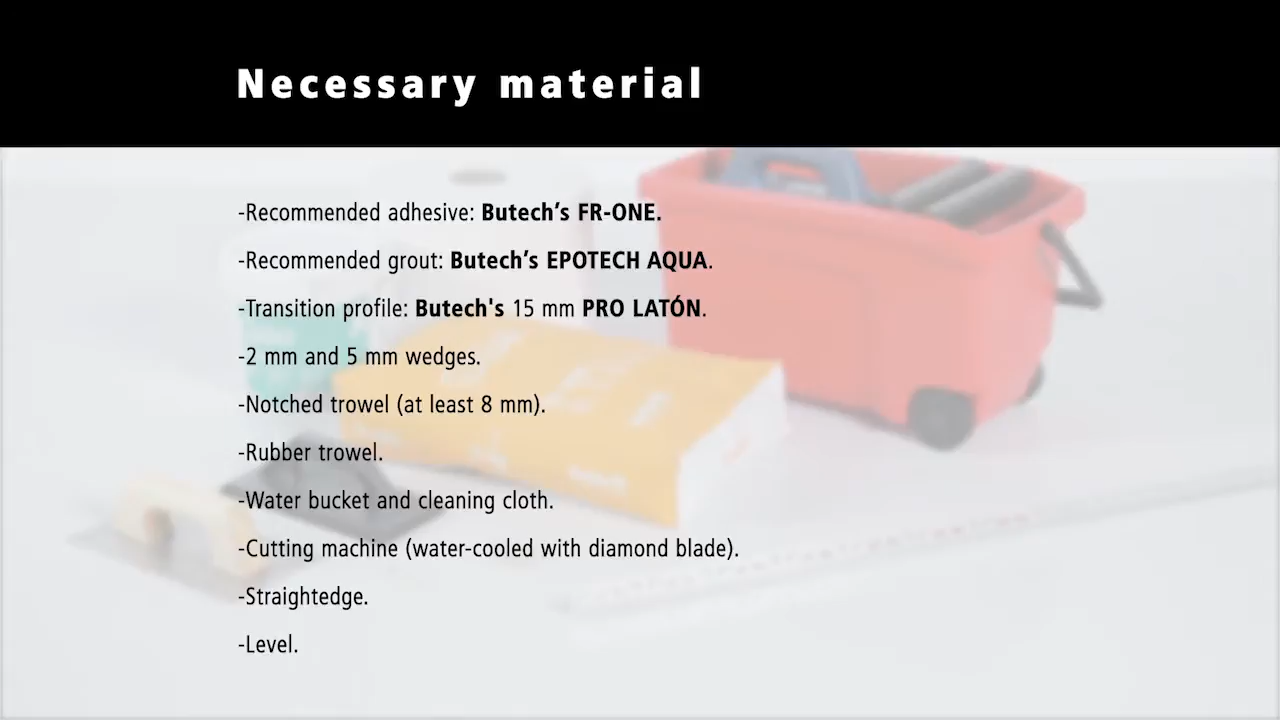 Necessary material
-Recommended adhesive: Butech’s FR-ONE.
-Recommended grout: Butech’s EPOTECH AQUA.
-Transition profile: Butech's 15 mm PRO LATÓN.
-2 mm and 5 mm wedges.
-Notched trowel (at least 8 mm).
-Rubber trowel.
-Water bucket and cleaning cloth.
-Cutting machine (water-cooled with diamond blade).
-Straightedge.
-Level.